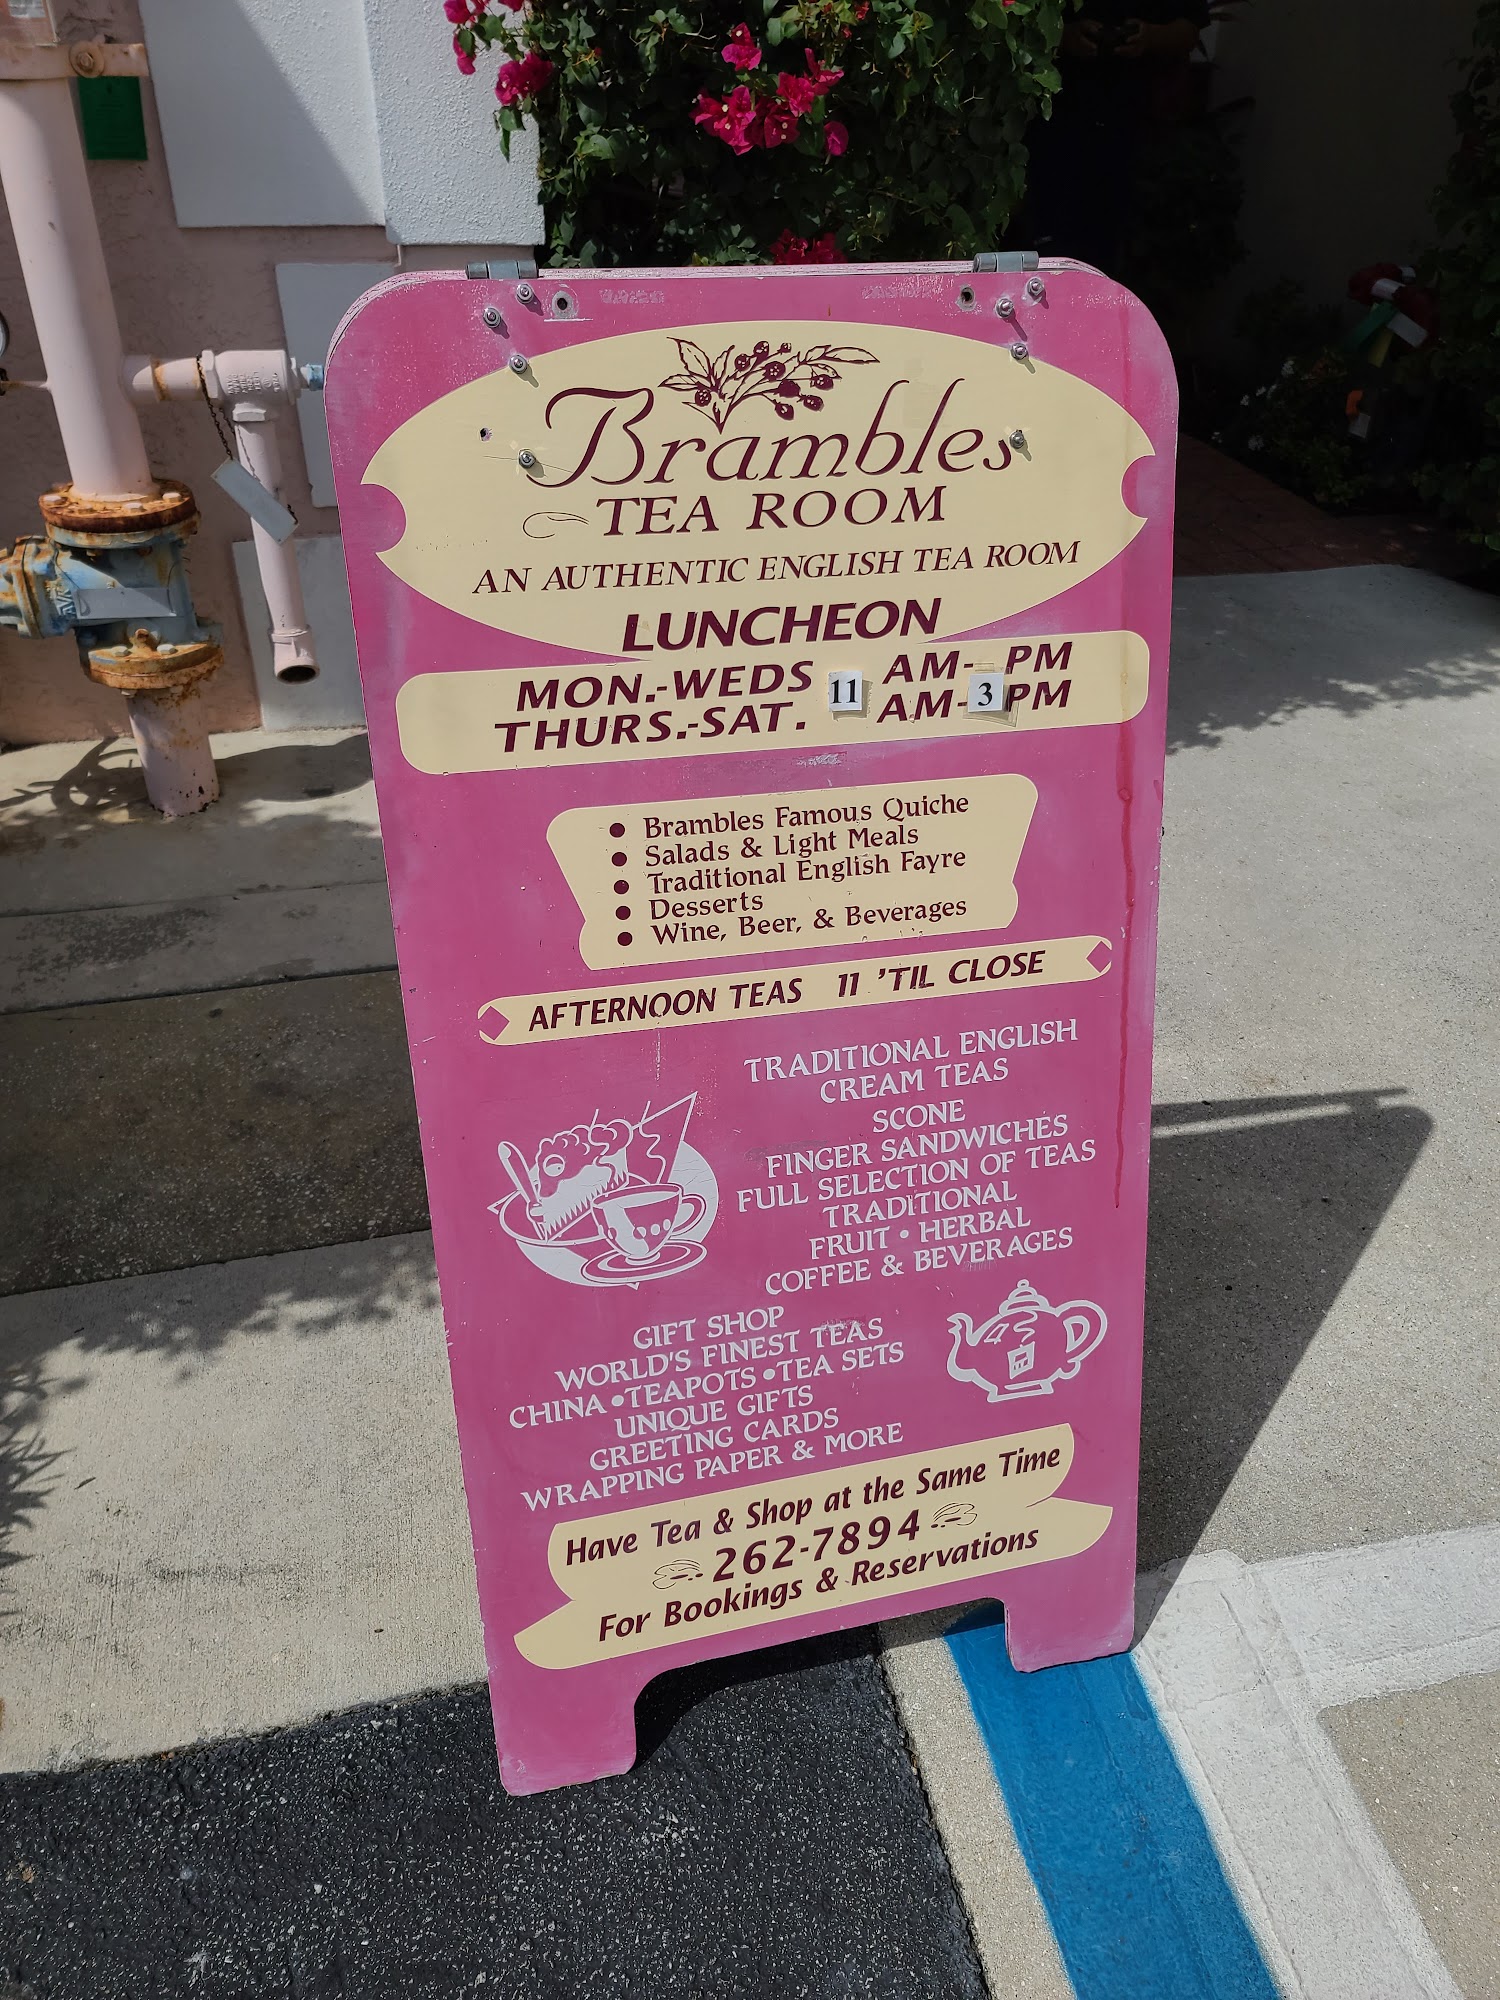 Brambles
TEA ROOM
AN AUTHENTIC ENGLISH TEA ROOM
LUNCHEON
MON.-WEDS AM- PM
11 3
THURS.-SAT. AM- PM
• Brambles Famous Quiche
• Salads & Light Meals
• Traditional English Fayre
• Desserts
• Wine, Beer, & Beverages
AFTERNOON TEAS 11 'TIL CLOSE
TRADITIONAL ENGLISH
CREAM TEAS
SCONE
FINGER SANDWICHES
FULL SELECTION OF TEAS
TRADITIONAL
FRUIT • HERBAL
COFFEE & BEVERAGES
GIFT SHOP
WORLD'S FINEST TEAS
CHINA • TEAPOTS • TEA SETS
UNIQUE GIFTS
GREETING CARDS
WRAPPING PAPER & MORE
Have Tea & Shop at the Same Time
262-7894
For Bookings & Reservations